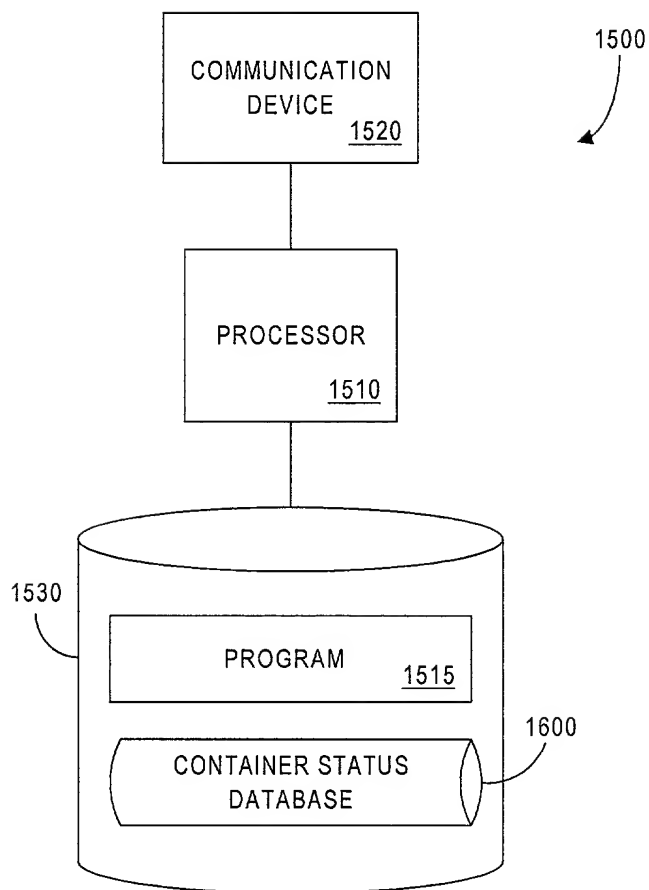 1500
COMMUNICATION
DEVICE
1520
PROCESSOR
1510
1530
PROGRAM
1515
1600
CONTAINER STATUS
DATABASE